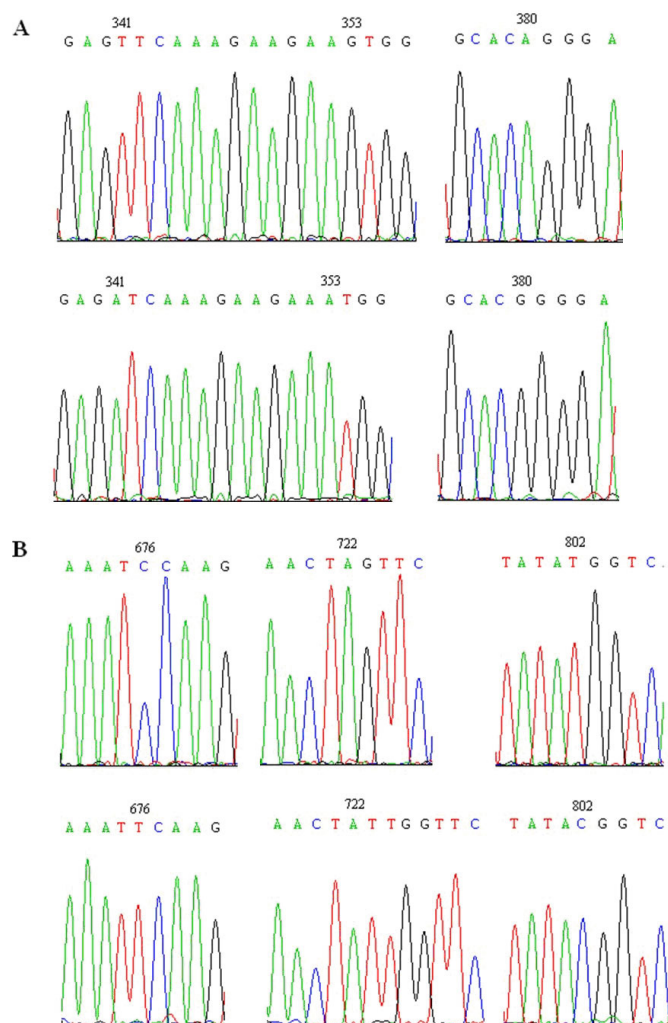 A
341 353 380
G A G T T C A A A G A A G A A G T G G G C A C A G G G A
341 353 380
G A G A T C A A A G A A G A A A T G G G C A C G G G G A
B
676 722 802
A A A T C C A A G A A C T A G T T C T A T A T G G T C .
676 722 802
A A A T T C A A G A A C T A T T G G T T C T A T A C G G T C